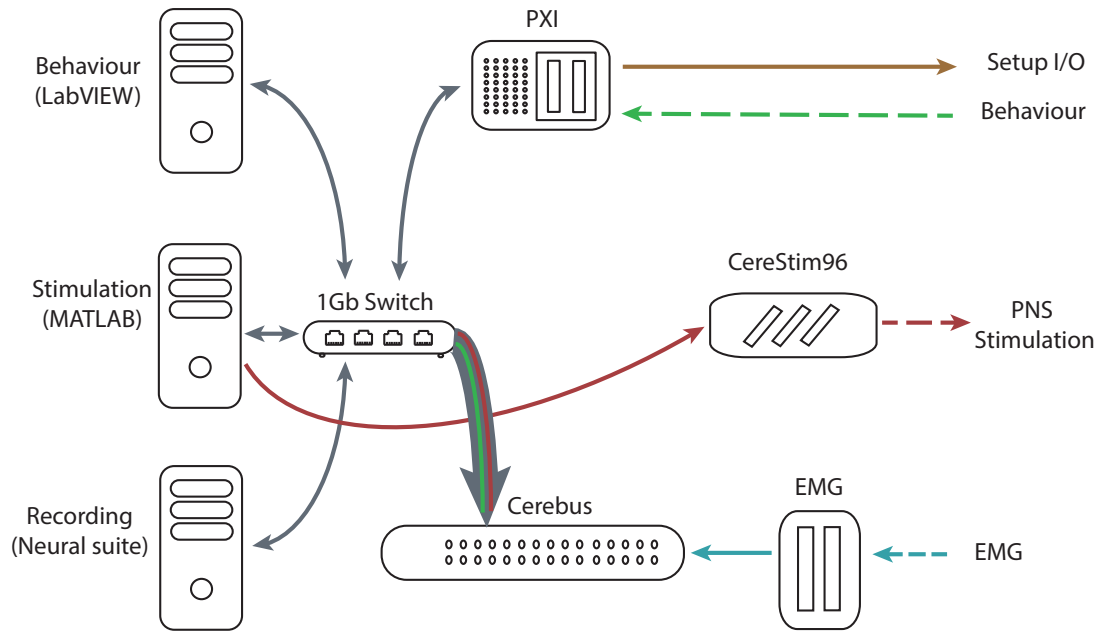 PXI
Behaviour
(LabVIEW)
Setup I/O
Behaviour
Stimulation
(MATLAB)
1Gb Switch
CereStim96
PNS
Stimulation
Recording
(Neural suite)
Cerebus
EMG
EMG